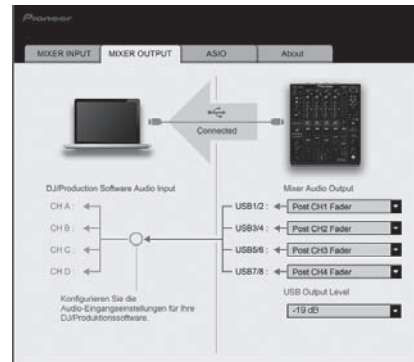 Pioneer
MIXER INPUT
MIXER OUTPUT
ASIO
About
Connected
DJ/Production Software Audio Input
Mixer Audio Output
CH A :
CH B :
CH C :
CH D :
USB1/2 :
Post CH1 Fader
USB3/4 :
Post CH2 Fader
USB5/6 :
Post CH3 Fader
USB7/8 :
Post CH4 Fader
Konfigurieren Sie die
Audio-Eingangseinstellungen für Ihre
DJ/Produktionssoftware.
USB Output Level
-19 dB